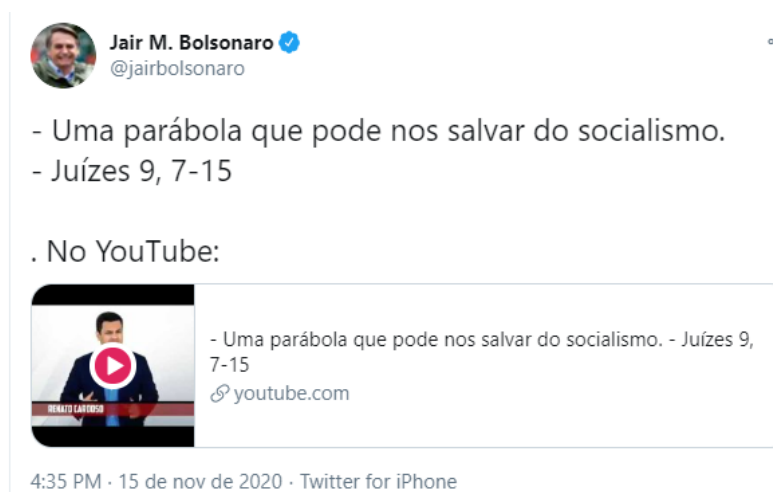 Jair M. Bolsonaro
@jairbolsonaro
- Uma parábola que pode nos salvar do socialismo.
- Juízes 9, 7-15
. No YouTube:
- Uma parábola que pode nos salvar do socialismo. - Juízes 9,
7-15
youtube.com
RENATO CARDOSO
4:35 PM · 15 de nov de 2020 · Twitter for iPhone